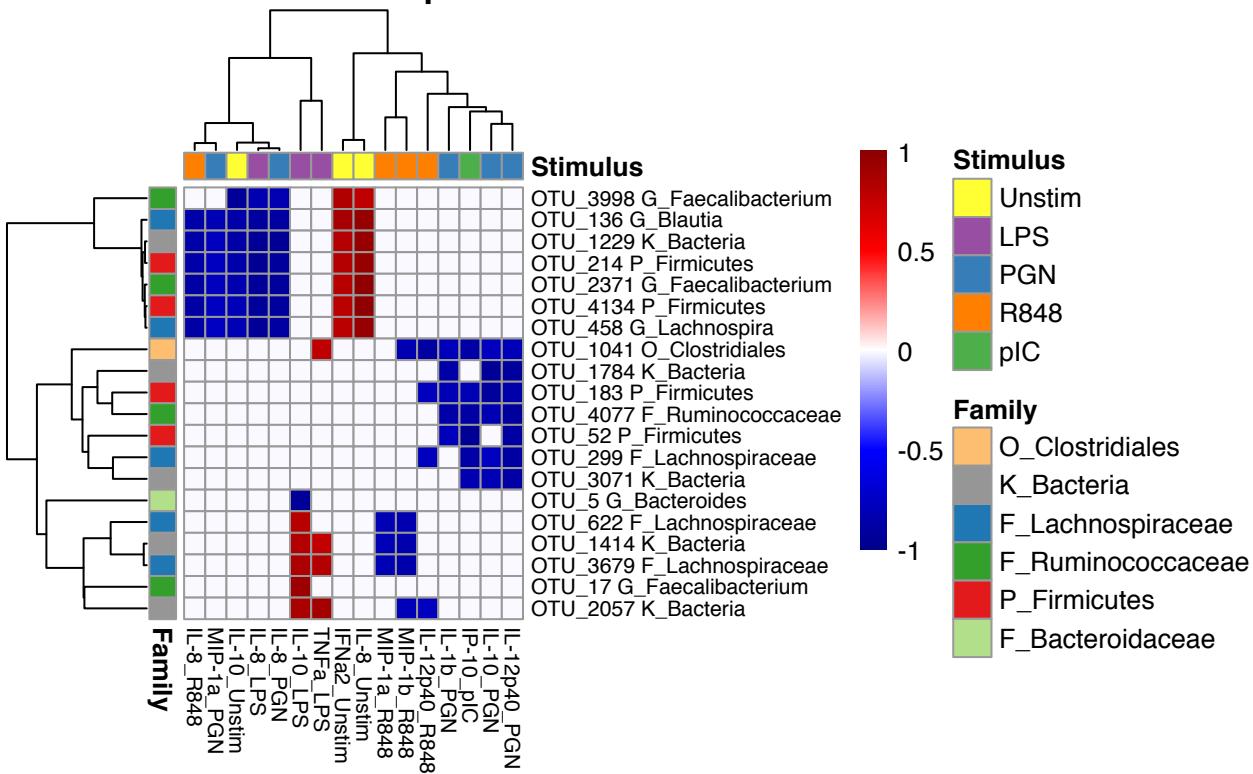 Stimulus
OTU_3998 G_Faecalibacterium
OTU_136 G_Blautia
OTU_1229 K_Bacteria
OTU_214 P_Firmicutes
OTU_2371 G_Faecalibacterium
OTU_4134 P_Firmicutes
OTU_458 G_Lachnospira
OTU_1041 O_Clostridiales
OTU_1784 K_Bacteria
OTU_183 P_Firmicutes
OTU_4077 F_Ruminococcaceae
OTU_52 P_Firmicutes
OTU_299 F_Lachnospiraceae
OTU_3071 K_Bacteria
OTU_5 G_Bacteroides
OTU_622 F_Lachnospiraceae
OTU_1414 K_Bacteria
OTU_3679 F_Lachnospiraceae
OTU_17 G_Faecalibacterium
OTU_2057 K_Bacteria
Family
IL-8_R848
MIP-1a_PGN
IL-10_Unstim
IL-8_LPS
IL-8_PGN
IL-10_LPS
TNFa_LPS
IFNa2_Unstim
IL-8_Unstim
MIP-1a_R848
MIP-1b_R848
IL-12p40_R848
IL-1b_PGN
IP-10_pIC
IL-10_PGN
IL-12p40_PGN
1
0.5
0
-0.5
-1
Stimulus
Unstim
LPS
PGN
R848
pIC
Family
O_Clostridiales
K_Bacteria
F_Lachnospiraceae
F_Ruminococcaceae
P_Firmicutes
F_Bacteroidaceae